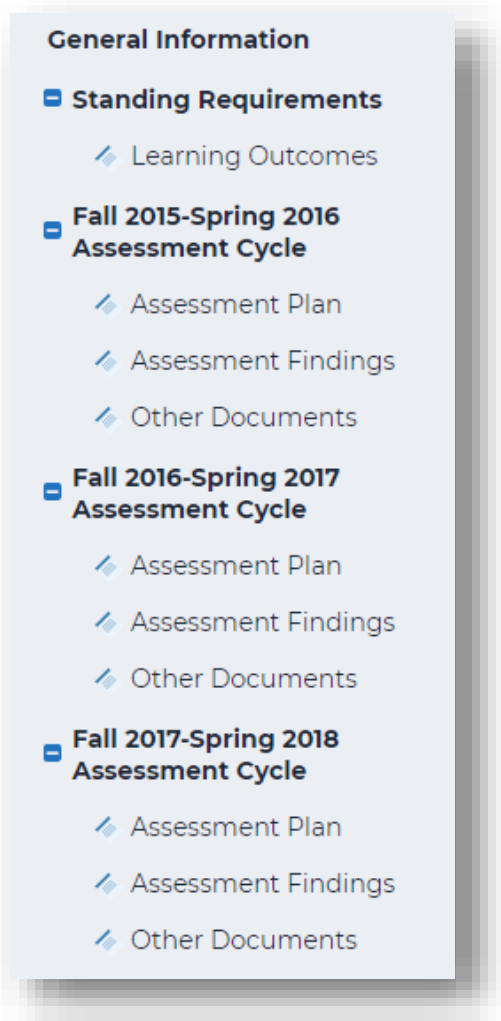 General Information
Standing Requirements
Learning Outcomes
Fall 2015-Spring 2016
Assessment Cycle
Assessment Plan
Assessment Findings
Other Documents
Fall 2016-Spring 2017
Assessment Cycle
Assessment Plan
Assessment Findings
Other Documents
Fall 2017-Spring 2018
Assessment Cycle
Assessment Plan
Assessment Findings
Other Documents